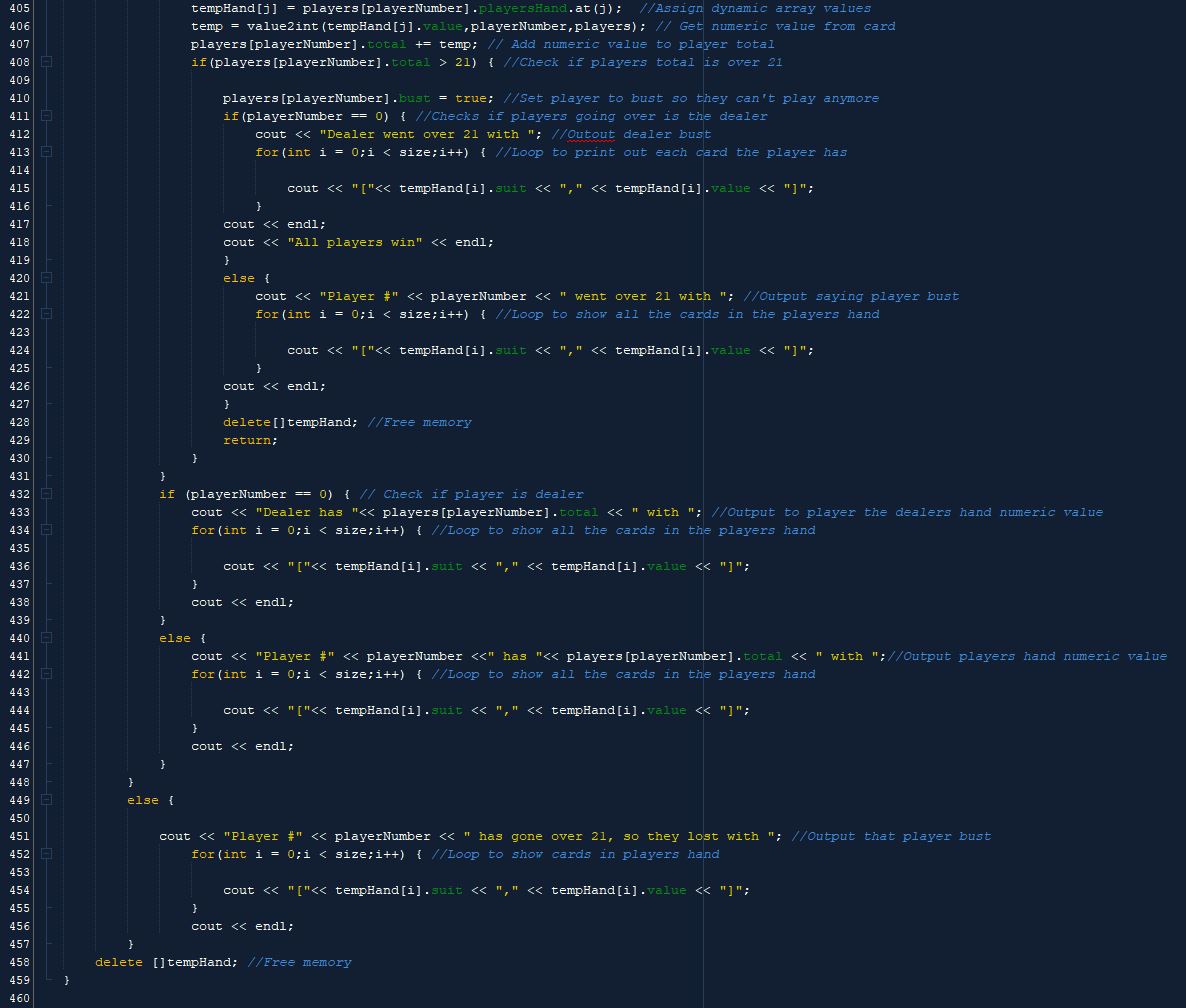 405 tempHand[j] = players[playerNumber].playersHand.at(j);  //Assign dynamic array values
406 temp = value2int(tempHand[j].value,playerNumber,players); // Get numeric value from card
407 players[playerNumber].total += temp; // Add numeric value to player total
408 if(players[playerNumber].total > 21) { //Check if players total is over 21
409
410 players[playerNumber].bust = true; //Set player to bust so they can't play anymore
411 if(playerNumber == 0) { //Checks if players going over is the dealer
412 cout << "Dealer went over 21 with "; //Outout dealer bust
413 for(int i = 0;i < size;i++) { //Loop to print out each card the player has
414
415 cout << "["<< tempHand[i].suit << "," << tempHand[i].value << "]";
416 }
417 cout << endl;
418 cout << "All players win" << endl;
419 }
420 else {
421 cout << "Player #" << playerNumber << " went over 21 with "; //Output saying player bust
422 for(int i = 0;i < size;i++) { //Loop to show all the cards in the players hand
423
424 cout << "["<< tempHand[i].suit << "," << tempHand[i].value << "]";
425 }
426 cout << endl;
427 }
428 delete[]tempHand; //Free memory
429 return;
430 }
431 }
432 if (playerNumber == 0) { // Check if player is dealer
433 cout << "Dealer has "<< players[playerNumber].total << " with "; //Output to player the dealers hand numeric value
434 for(int i = 0;i < size;i++) { //Loop to show all the cards in the players hand
435
436 cout << "["<< tempHand[i].suit << "," << tempHand[i].value << "]";
437 }
438 cout << endl;
439 }
440 else {
441 cout << "Player #" << playerNumber <<" has "<< players[playerNumber].total << " with ";//Output players hand numeric value
442 for(int i = 0;i < size;i++) { //Loop to show all the cards in the players hand
443
444 cout << "["<< tempHand[i].suit << "," << tempHand[i].value << "]";
445 }
446 cout << endl;
447 }
448 }
449 else {
450
451 cout << "Player #" << playerNumber << " has gone over 21, so they lost with "; //Output that player bust
452 for(int i = 0;i < size;i++) { //Loop to show cards in players hand
453
454 cout << "["<< tempHand[i].suit << "," << tempHand[i].value << "]";
455 }
456 cout << endl;
457 }
458 delete []tempHand; //Free memory
459 }
460